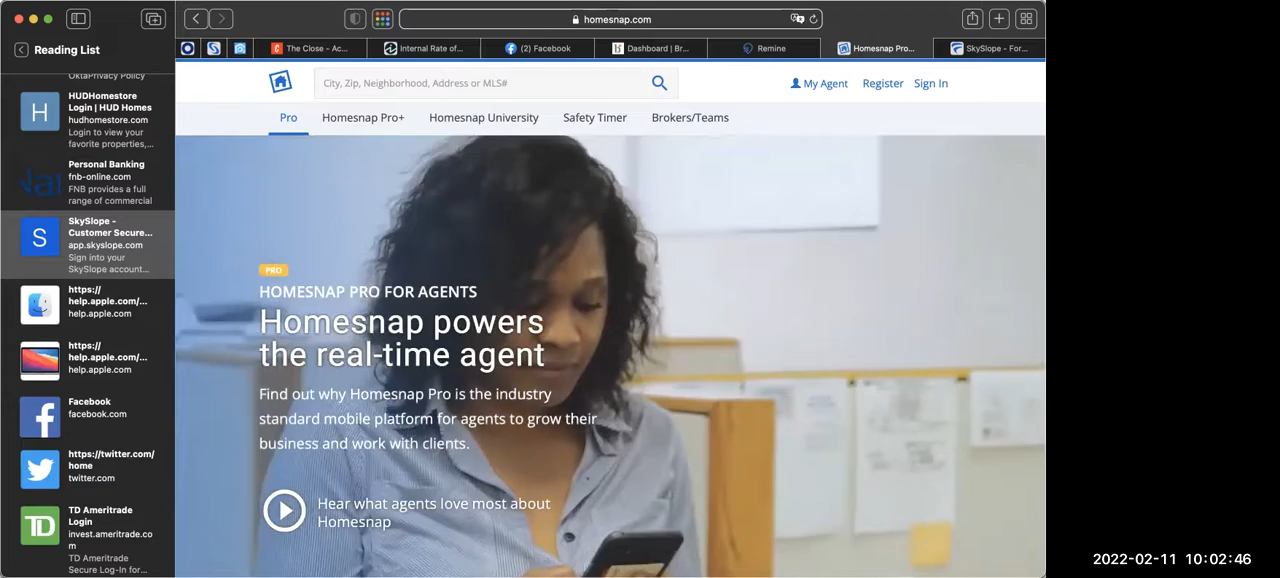 homesnap.com
Reading List
The Close - Ac...
Internal Rate of...
(2) Facebook
Dashboard | Br...
Remine
Homesnap Pro...
SkySlope - For...
OktaPrivacy Policy
H
HUDHomestore
Login | HUD Homes
hudhomestore.com
Login to view your
favorite properties,...
Personal Banking
fnb-online.com
FNB provides a full
range of commercial
S
SkySlope -
Customer Secure...
app.skyslope.com
Sign into your
SkySlope account...
https://
help.apple.com/...
help.apple.com
https://
help.apple.com/...
help.apple.com
Facebook
facebook.com
https://twitter.com/
home
twitter.com
TD
TD Ameritrade
Login
invest.ameritrade.co
m
TD Ameritrade
Secure Log-In for...
City, Zip, Neighborhood, Address or MLS#
My Agent
Register
Sign In
Pro
Homesnap Pro+
Homesnap University
Safety Timer
Brokers/Teams
PRO
HOMESNAP PRO FOR AGENTS
Homesnap powers
the real-time agent
Find out why Homesnap Pro is the industry
standard mobile platform for agents to grow their
business and work with clients.
Hear what agents love most about
Homesnap
2022-02-11 10:02:46